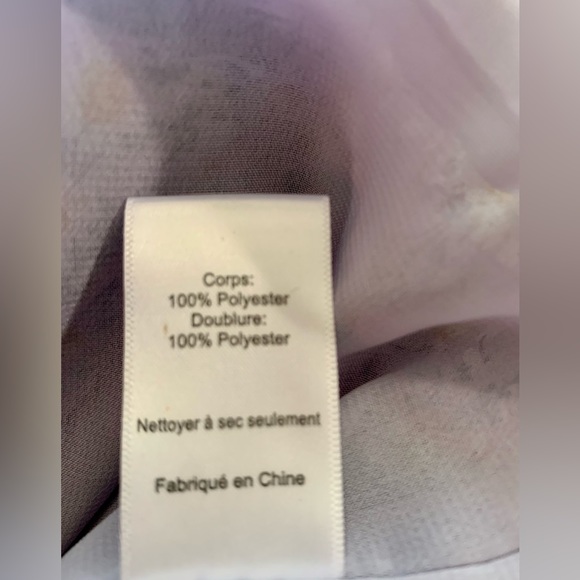 Corps:
100% Polyester
Doublure:
100% Polyester
Nettoyer à sec seulement
Fabriqué en Chine